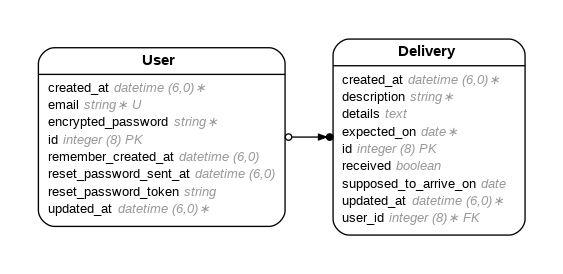 User
created_at datetime (6,0)∗
email string∗ U
encrypted_password string∗
id integer (8) PK
remember_created_at datetime (6,0)
reset_password_sent_at datetime (6,0)
reset_password_token string
updated_at datetime (6,0)∗
Delivery
created_at datetime (6,0)∗
description string∗
details text
expected_on date∗
id integer (8) PK
received boolean
supposed_to_arrive_on date
updated_at datetime (6,0)∗
user_id integer (8)∗ FK